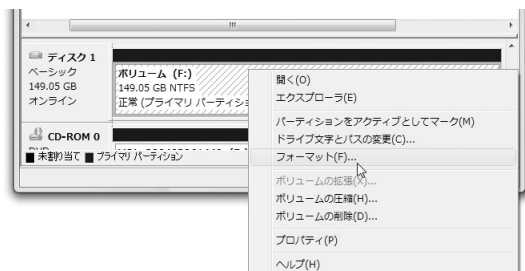 ディスク 1
ベーシック
149.05 GB
オンライン
ボリューム (F:)
149.05 GB NTFS
正常 (プライマリ パーティシ
CD-ROM 0
未割り当て プライマリ パーティション
開く(O)
エクスプローラ(E)
パーティションをアクティブとしてマーク(M)
ドライブ文字とパスの変更(C)...
フォーマット(F)...
ボリュームの拡張(X)...
ボリュームの圧縮(H)...
ボリュームの削除(D)...
プロパティ(P)
ヘルプ(H)